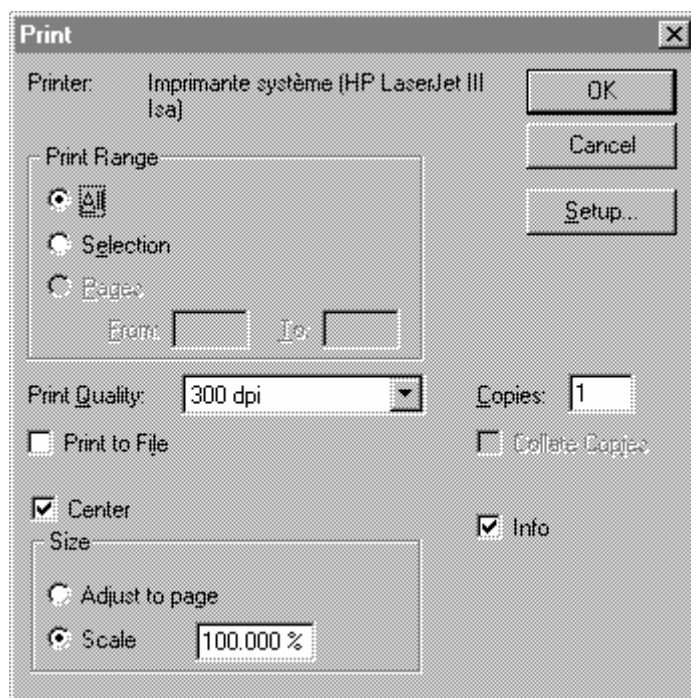 Print
Printer: Imprimante système (HP LaserJet III
lsa)
OK
Cancel
Setup...
Print Range
All
Selection
Pages
From: To:
Print Quality: 300 dpi
Copies: 1
Print to File
Collate Copies
Center
Info
Size
Adjust to page
Scale 100.000 %